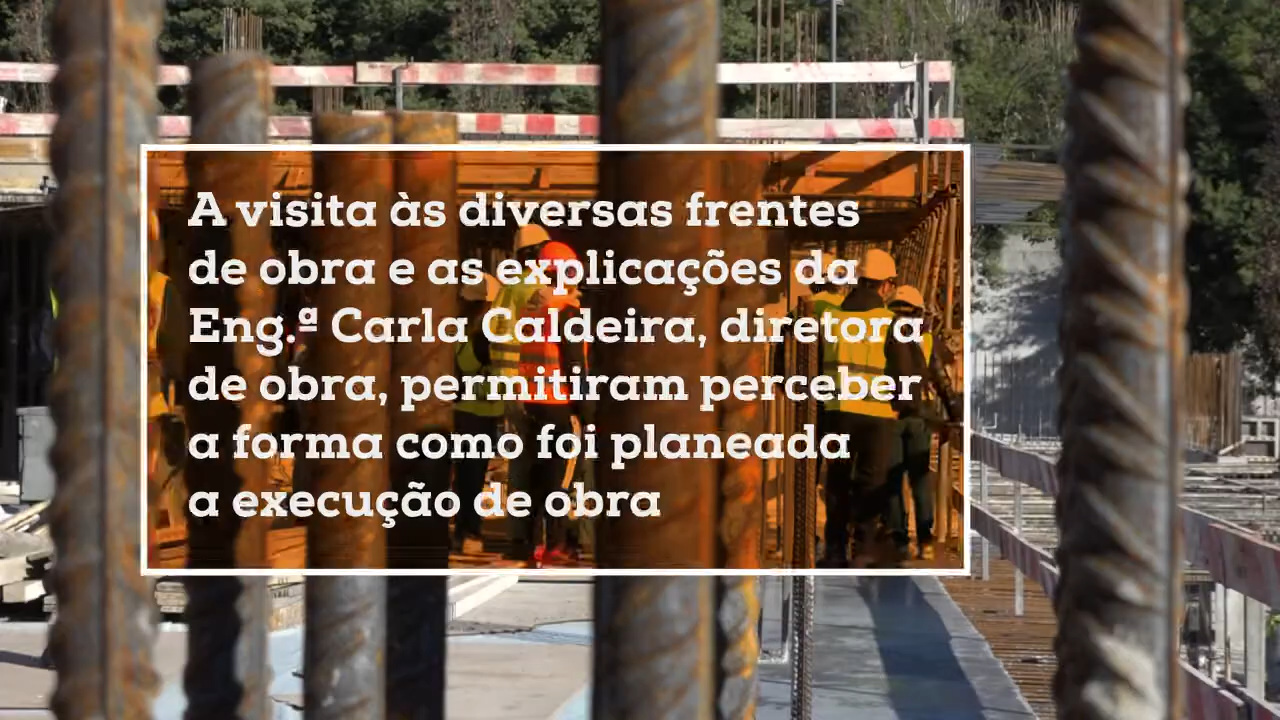 A visita às diversas frentes
de obra e as explicações da
Eng.ª Carla Caldeira, diretora
de obra, permitiram perceber
a forma como foi planeada
a execução de obra